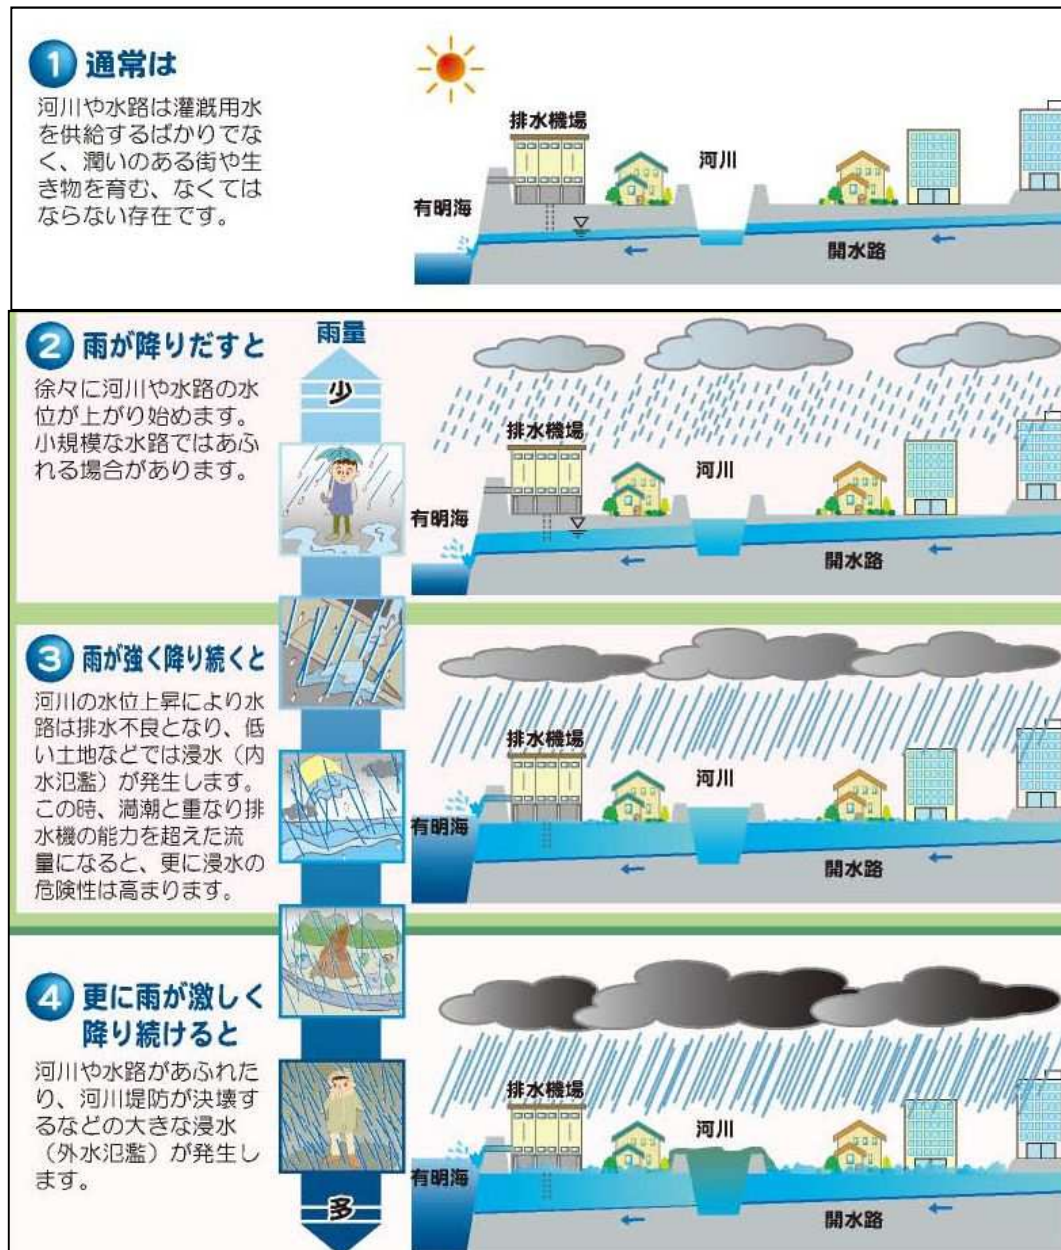 1 通常は
河川や水路は灌漑用水
を供給するばかりでな
く、潤いのある街や生
き物を育む、なくては
ならない存在です。
排水機場
河川
有明海
開水路
2 雨が降りだすと
徐々に河川や水路の水
位が上がり始めます。
小規模な水路ではあふ
れる場合があります。
雨量
少
排水機場
河川
有明海
開水路
3 雨が強く降り続くと
河川の水位上昇により水
路は排水不良となり、低
い土地などでは浸水（内
水氾濫）が発生します。
この時、満潮と重なり排
水機の能力を超えた流
量になると、更に浸水の
危険性は高まります。
排水機場
河川
有明海
開水路
4 更に雨が激しく
降り続けると
河川や水路があふれた
り、河川堤防が決壊す
るなどの大きな浸水
（外水氾濫）が発生し
ます。
多
排水機場
河川
有明海
開水路